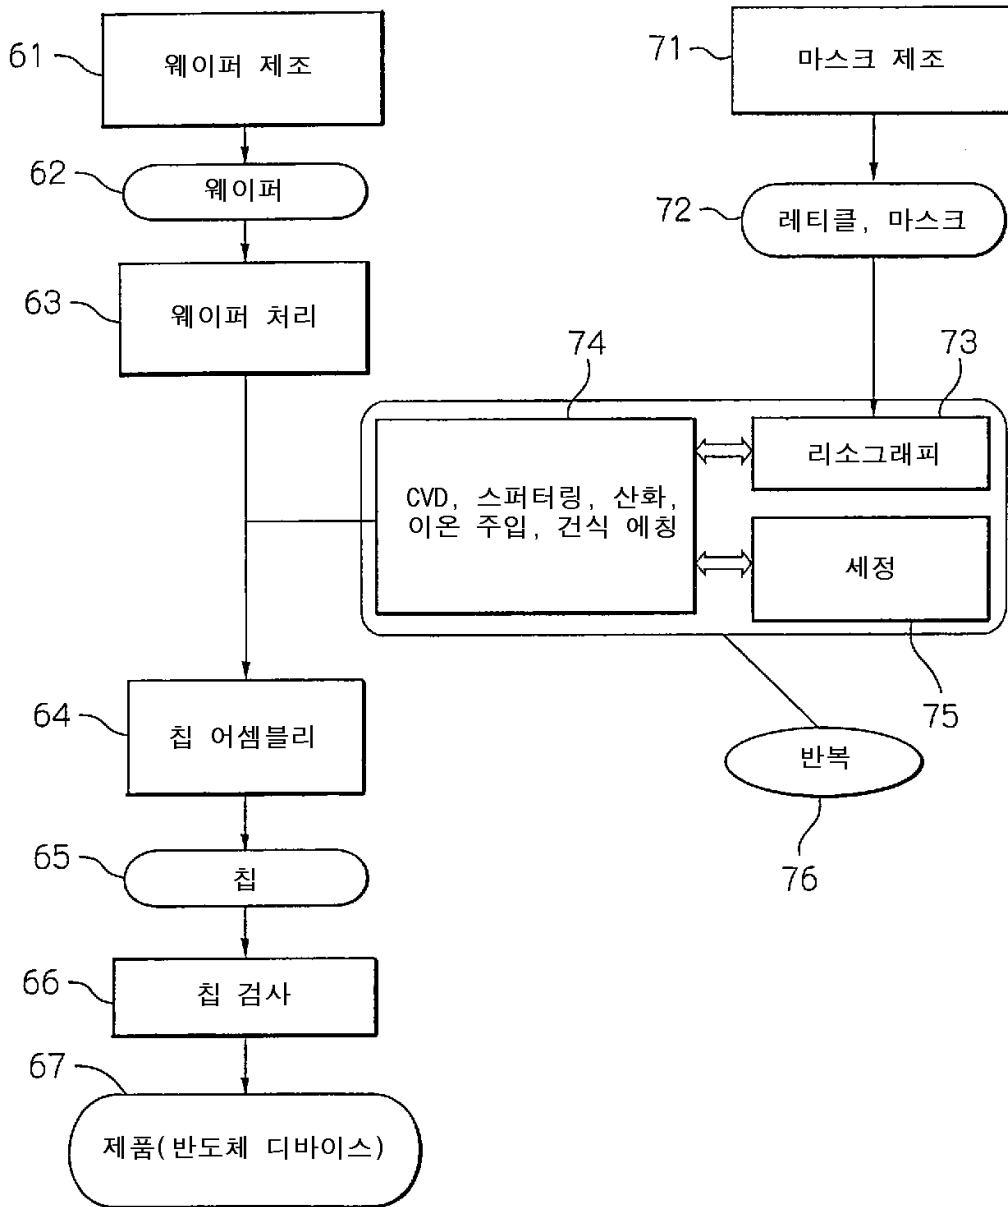 61
웨이퍼 제조
62
웨이퍼
63
웨이퍼 처리
71
마스크 제조
72
레티클, 마스크
74
73
CVD, 스퍼터링, 산화,
이온 주입, 건식 에칭
리소그래피
세정
75
반복
76
64
칩 어셈블리
65
칩
66
칩 검사
67
제품(반도체 디바이스)